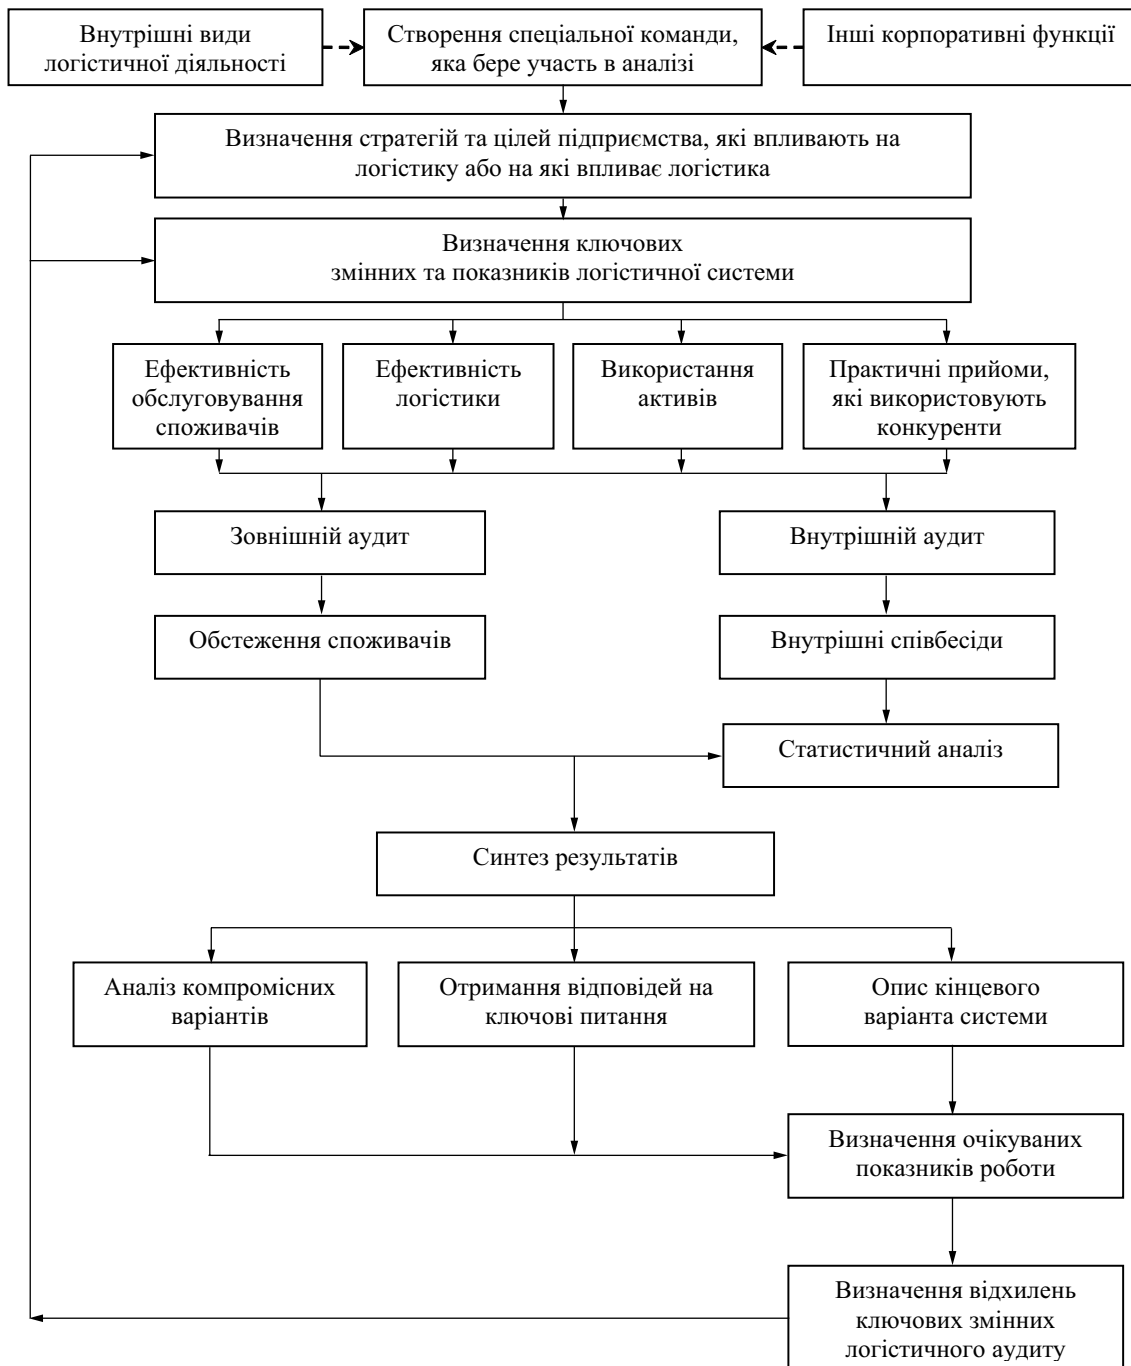 Внутрішні види
логістичної діяльності
Створення спеціальної команди,
яка бере участь в аналізі
Інші корпоративні функції
Визначення стратегій та цілей підприємства, які впливають на
логістику або на які впливає логістика
Визначення ключових
змінних та показників логістичної системи
Ефективність
обслуговування
споживачів
Ефективність
логістики
Використання
активів
Практичні прийоми,
які використовують
конкуренти
Зовнішній аудит
Внутрішній аудит
Обстеження споживачів
Внутрішні співбесіди
Статистичний аналіз
Синтез результатів
Аналіз компромісних
варіантів
Отримання відповідей на
ключові питання
Опис кінцевого
варіанта системи
Визначення очікуваних
показників роботи
Визначення відхилень
ключових змінних
логістичного аудиту